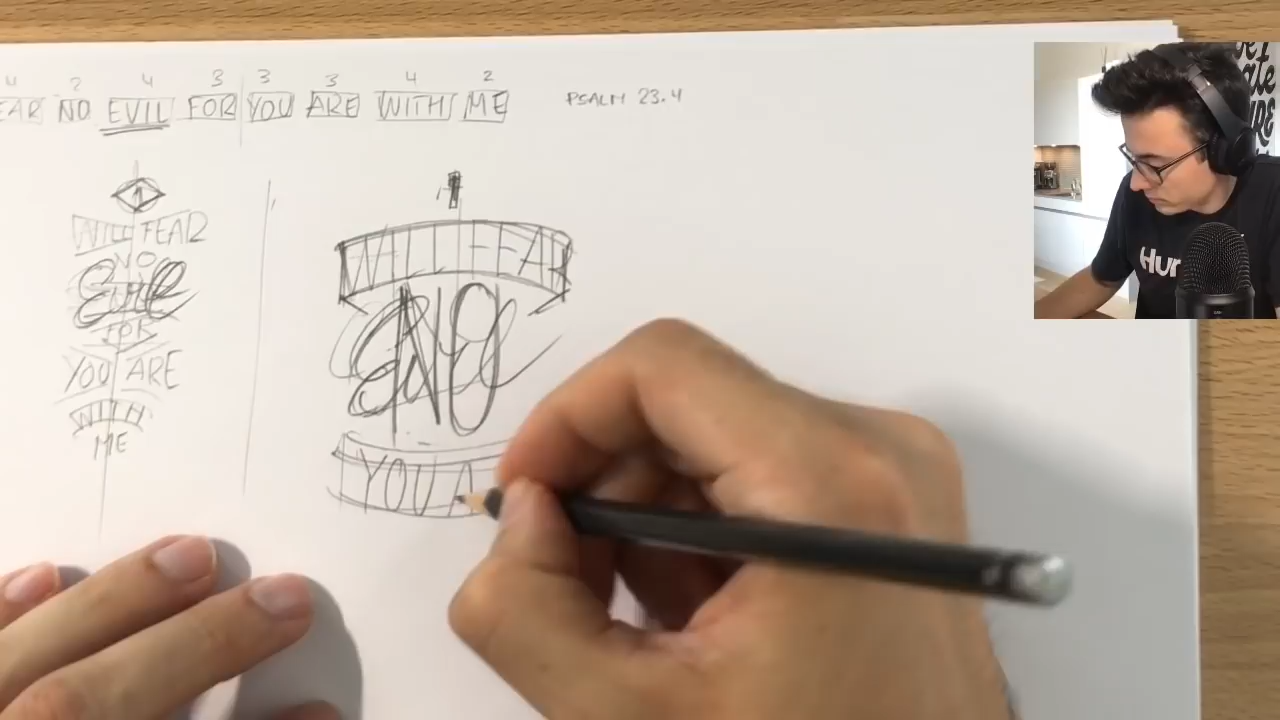 4 2 4 3 3 3 4 2
EAR NO EVIL FOR YOU ARE WITH ME PSALM 23.4
I
WILL FEAR
NO
Evil
FOR
YOU ARE
WITH
ME
I
WILL FEAR
NO
YOU A
Hur